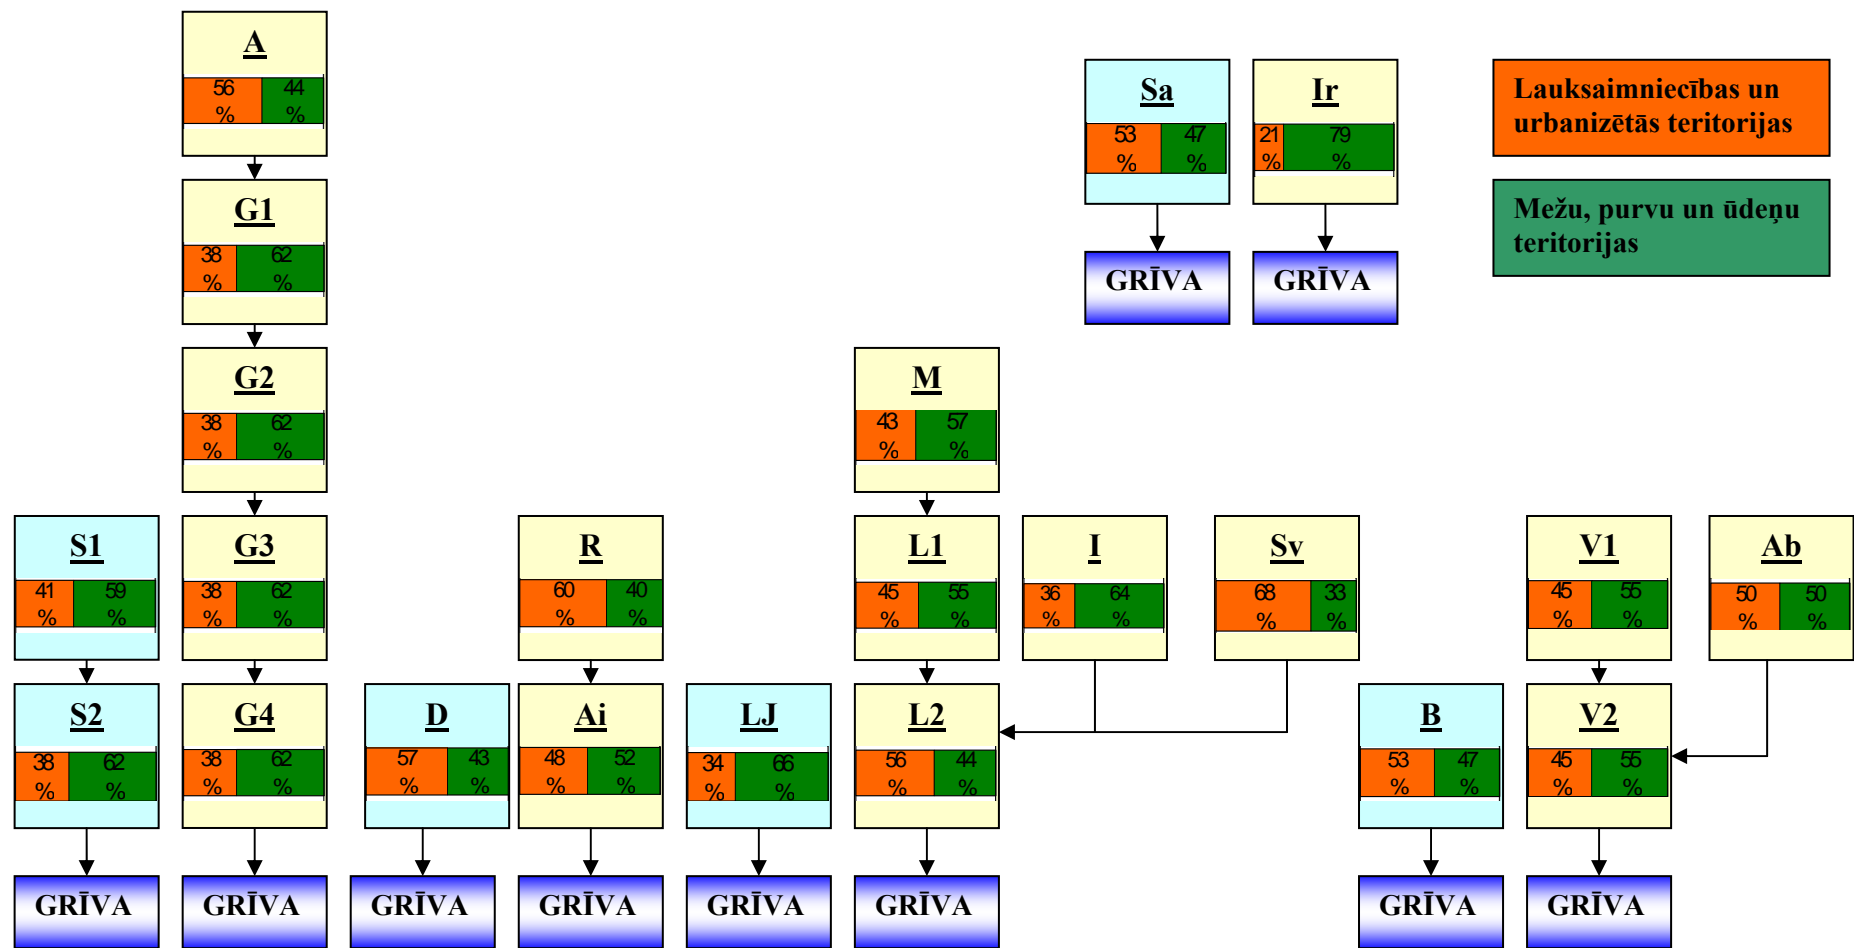 A
56 44
% %
Sa
53 47
% %
Ir
21 79
% %
Lauksaimniecības un
urbanizētās teritorijas
G1
38 62
% %
Mežu, purvu un ūdeņu
teritorijas
GRĪVA
GRĪVA
G2
38 62
% %
M
43 57
% %
S1
41 59
% %
G3
38 62
% %
R
60 40
% %
L1
45 55
% %
I
36 64
% %
Sv
68 33
% %
V1
45 55
% %
Ab
50 50
% %
S2
38 62
% %
G4
38 62
% %
D
57 43
% %
Ai
48 52
% %
LJ
34 66
% %
L2
56 44
% %
B
53 47
% %
V2
45 55
% %
GRĪVA
GRĪVA
GRĪVA
GRĪVA
GRĪVA
GRĪVA
GRĪVA
GRĪVA